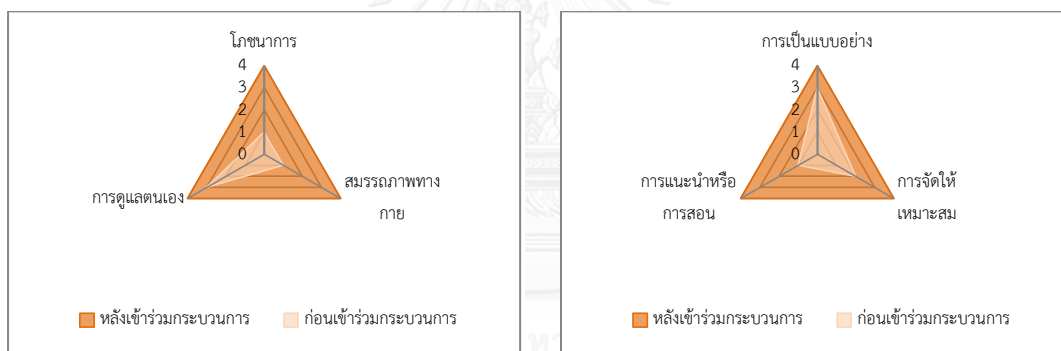 โภชนาการ
4
3
2
1
0
การดูแลตนเอง
สมรรถภาพทาง
กาย
หลังเข้าร่วมกระบวนการ
ก่อนเข้าร่วมกระบวนการ
การเป็นแบบอย่าง
4
3
2
1
0
การแนะนำหรือ
การสอน
การจัดให้
เหมาะสม
หลังเข้าร่วมกระบวนการ
ก่อนเข้าร่วมกระบวนการ